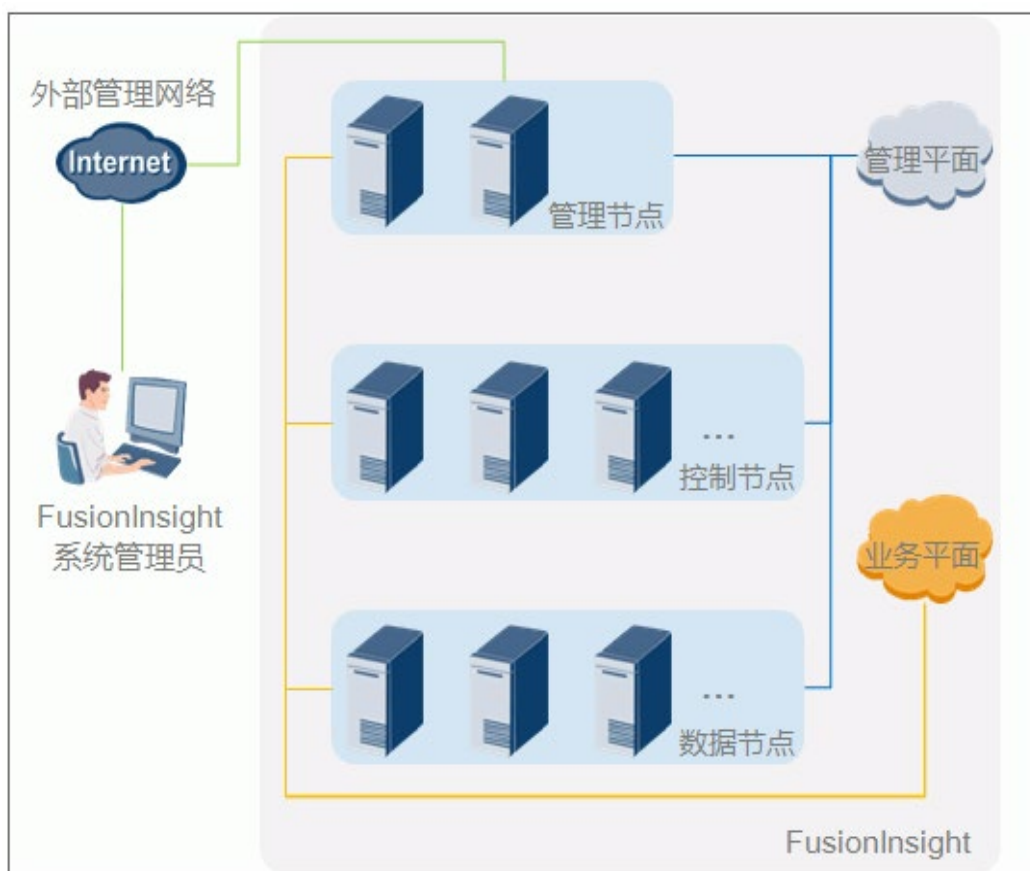 外部管理网络
Internet
管理平面
管理节点
...
控制节点
FusionInsight
系统管理员
业务平面
...
数据节点
FusionInsight